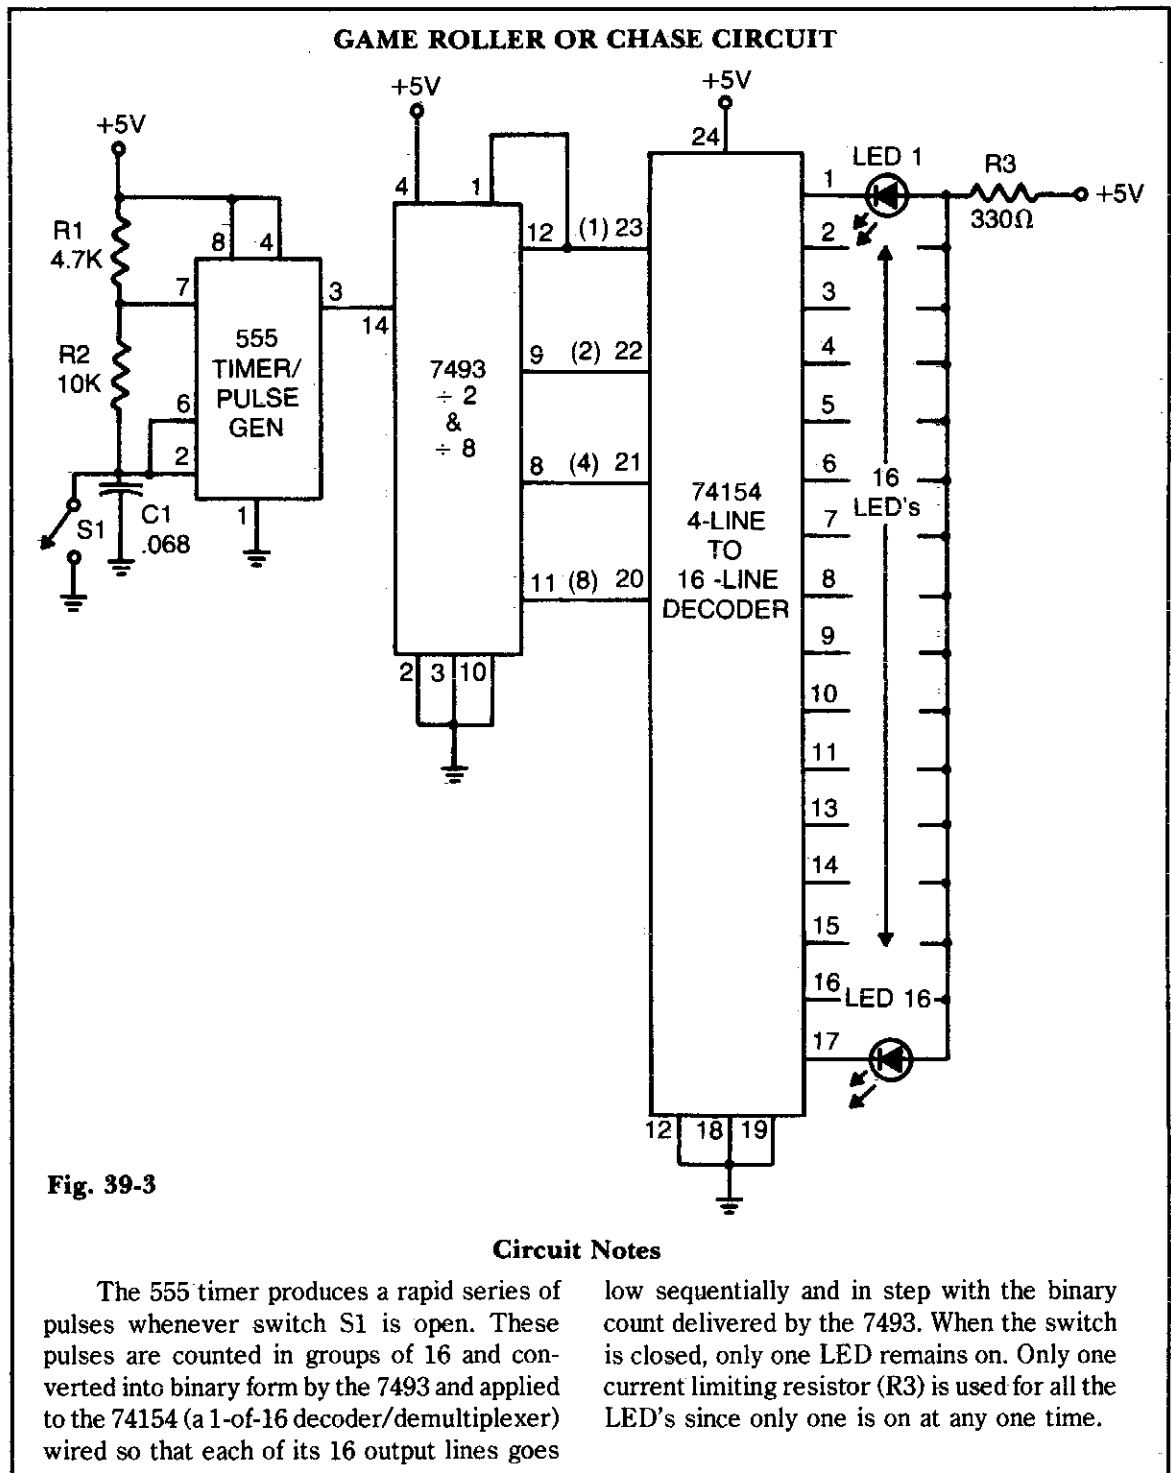 GAME ROLLER OR CHASE CIRCUIT
+5V
+5V
+5V
24
LED 1
R3
330Ω
+5V
R1
4.7K
8
4
4
1
12
(1)
23
1
2
7
3
14
3
555
TIMER/
PULSE
GEN
R2
10K
6
2
1
S1
C1
.068
7493
÷ 2
&
÷ 8
9
(2)
22
8
(4)
21
11
(8)
20
2
3
10
74154
4-LINE
TO
16 -LINE
DECODER
4
5
6
16
LED's
7
8
9
10
11
13
14
15
16
LED 16
17
12
18
19
Fig. 39-3
Circuit Notes
The 555 timer produces a rapid series of
pulses whenever switch S1 is open. These
pulses are counted in groups of 16 and con-
verted into binary form by the 7493 and applied
to the 74154 (a 1-of-16 decoder/demultiplexer)
wired so that each of its 16 output lines goes
low sequentially and in step with the binary
count delivered by the 7493. When the switch
is closed, only one LED remains on. Only one
current limiting resistor (R3) is used for all the
LED's since only one is on at any one time.